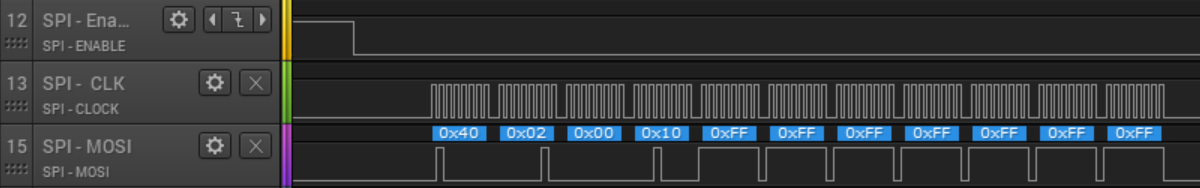 12 SPI - Ena...
SPI - ENABLE
13 SPI - CLK
SPI - CLOCK
0x40 0x02 0x00 0x10 0xFF 0xFF 0xFF 0xFF 0xFF 0xFF 0xFF
15 SPI - MOSI
SPI - MOSI